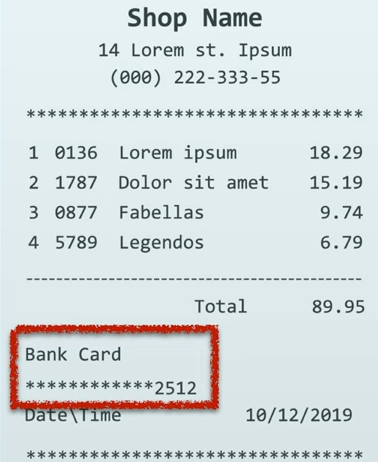 Shop Name
14 Lorem st. Ipsum
(000) 222-333-55
********************************
1 0136 Lorem ipsum 18.29
2 1787 Dolor sit amet 15.19
3 0877 Fabellas 9.74
4 5789 Legendos 6.79
----------------------------------------
Total 89.95
Bank Card
************2512
Date\Time 10/12/2019
********************************